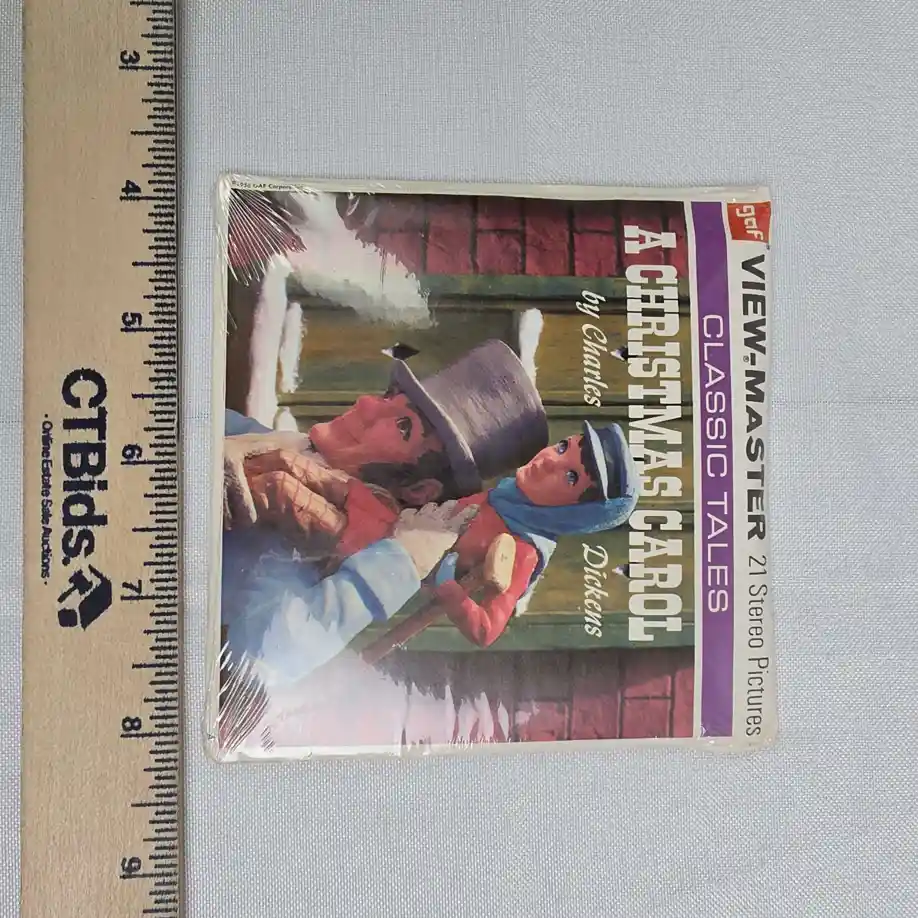 gaf VIEW-MASTER® 21 Stereo Pictures
CLASSIC TALES
A CHRISTMAS CAROL
by Charles Dickens
3
4
5
6
7
8
9
CTBids.
· Online Estate Sale Auctions ·